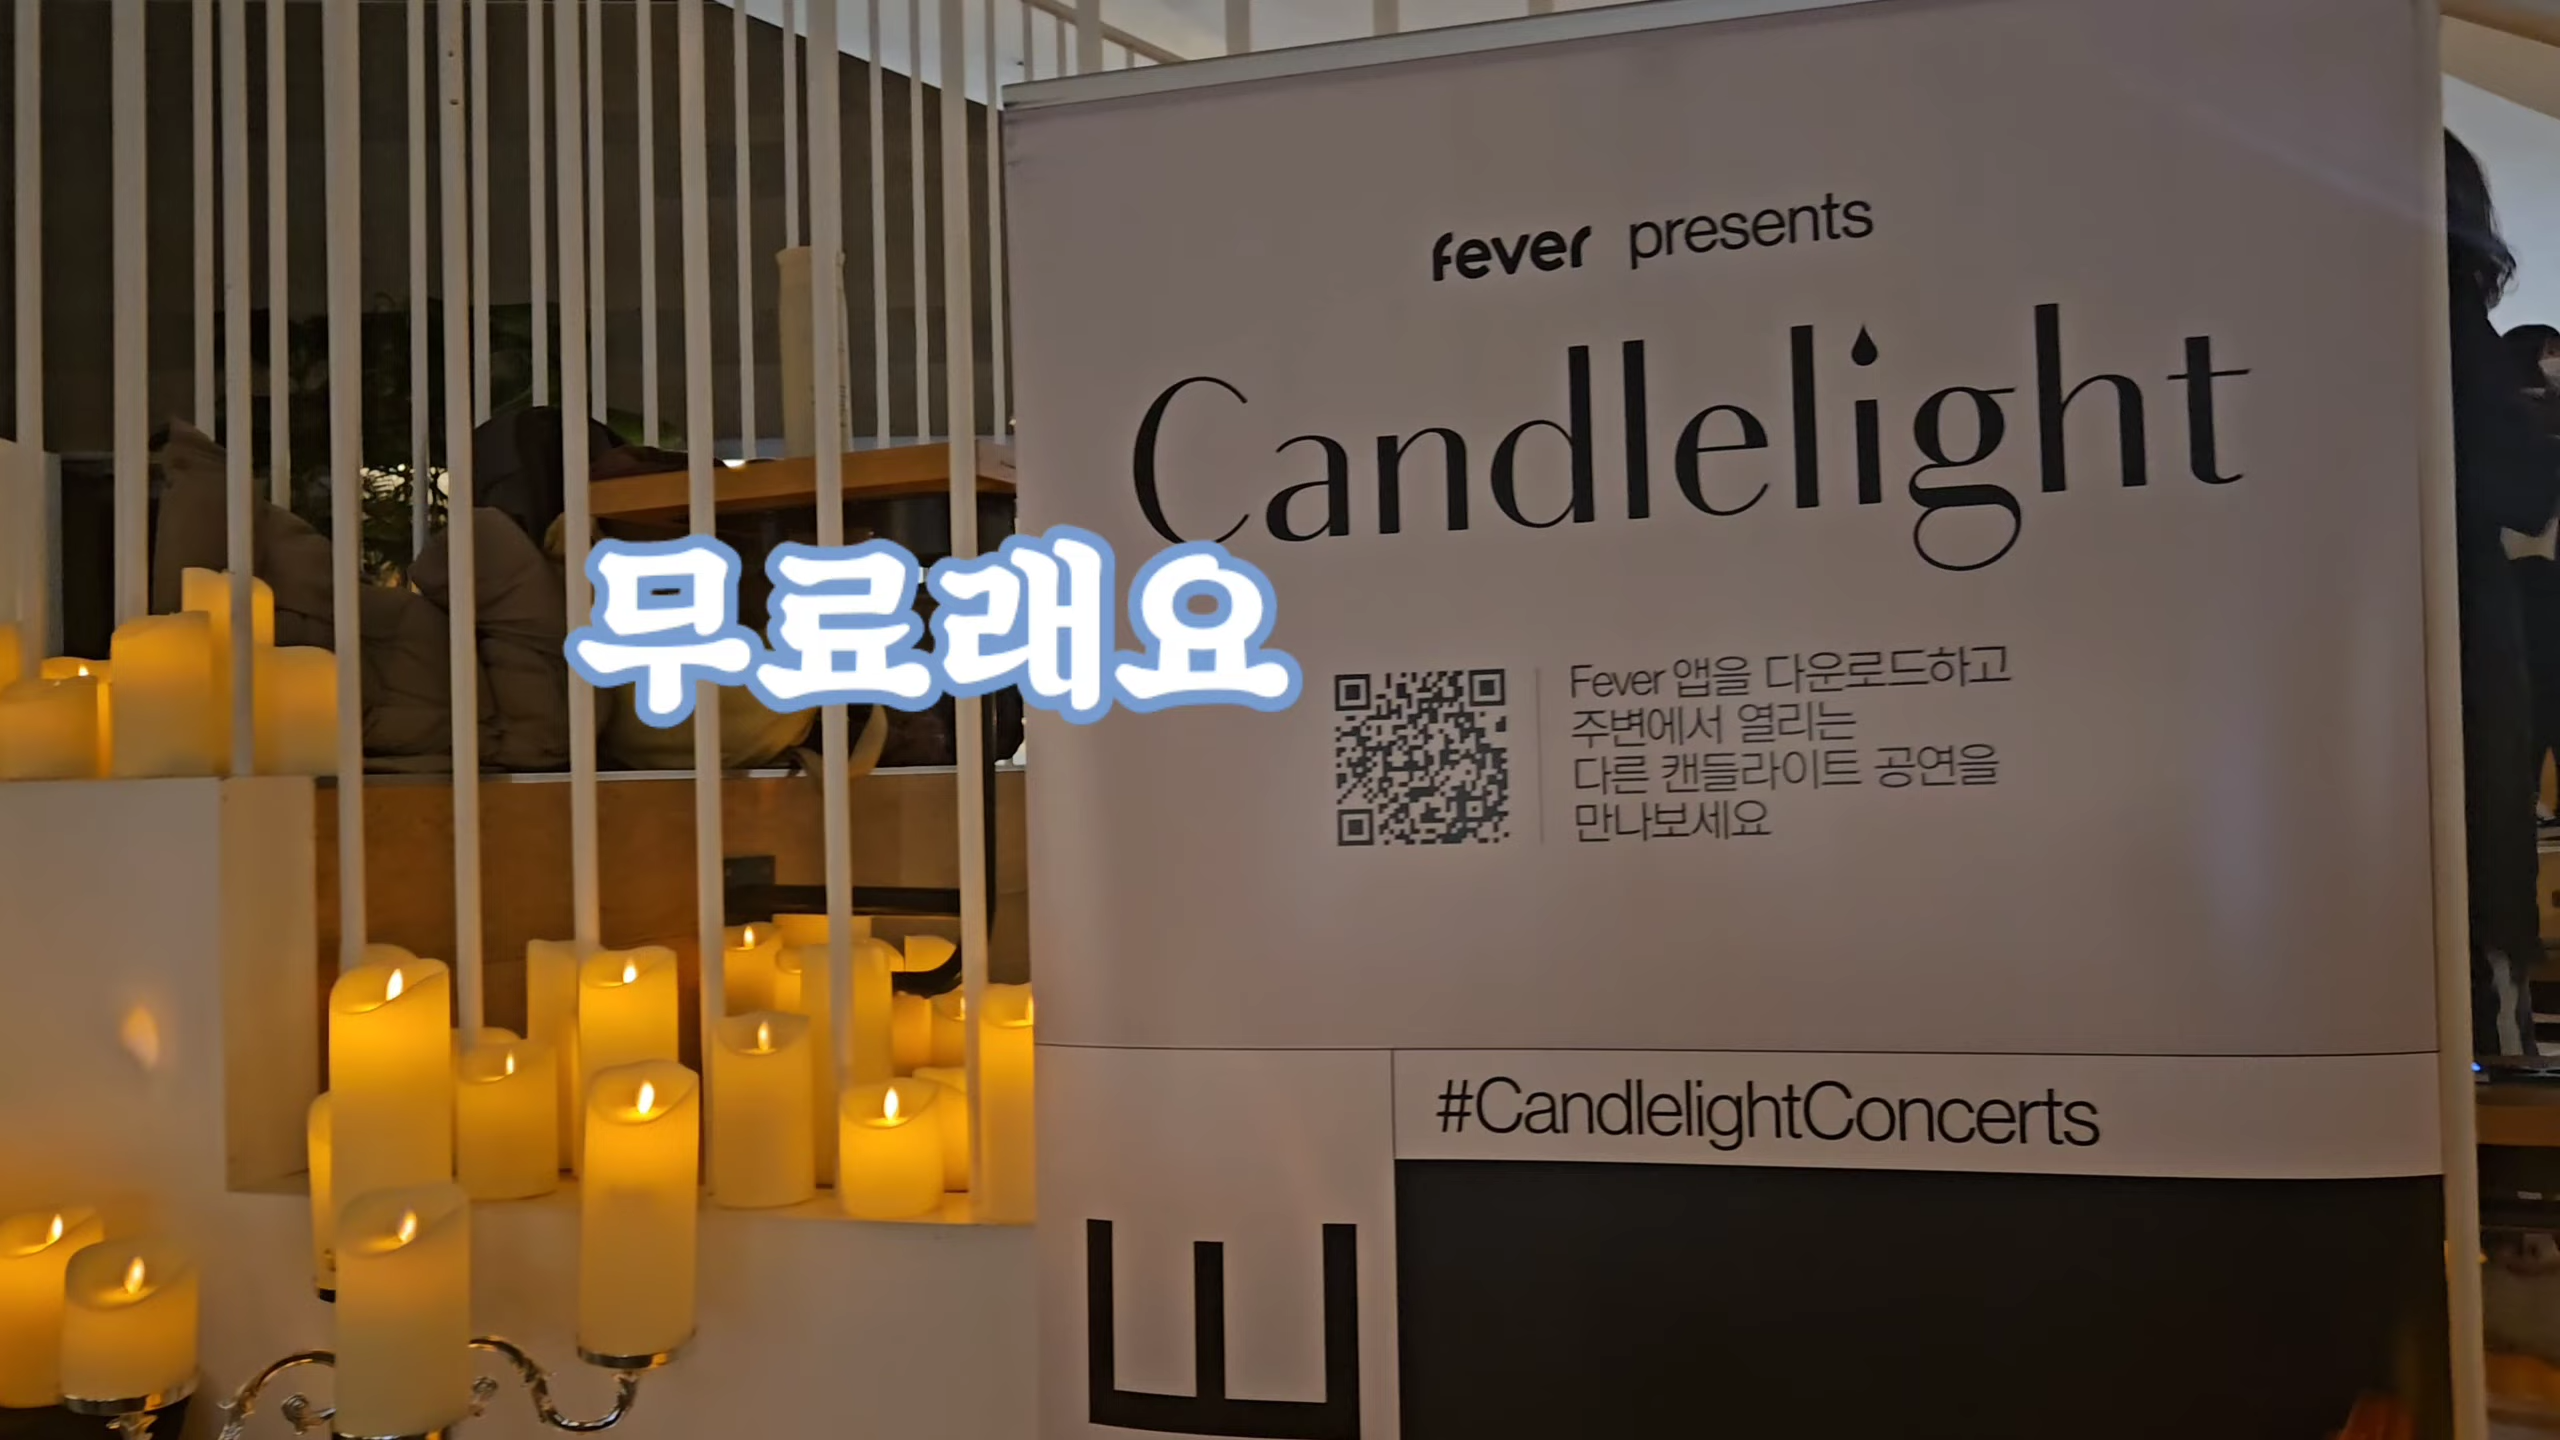 fever presents
Candlelight
무료래요
Fever 앱을 다운로드하고
주변에서 열리는
다른 캔들라이트 공연을
만나보세요
#CandlelightConcerts
E